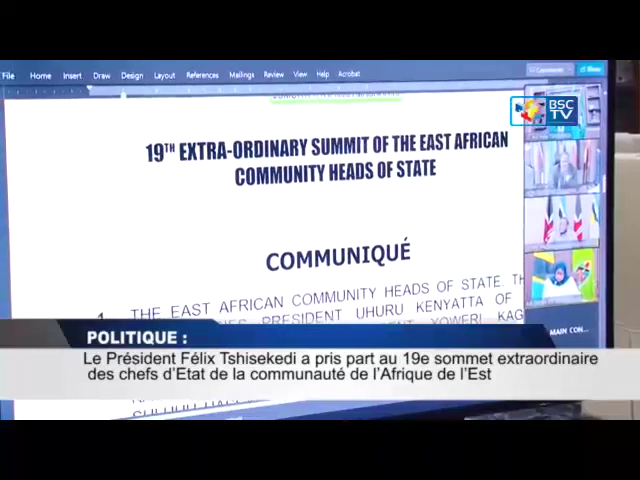 File Home Insert Draw Design Layout References Mailings Review View Help Acrobat
Comments Share
BSC
TV
19TH EXTRA-ORDINARY SUMMIT OF THE EAST AFRICAN
COMMUNITY HEADS OF STATE
COMMUNIQUÉ
1. THE EAST AFRICAN COMMUNITY HEADS OF STATE
PRESIDENT UHURU KENYATTA OF
YOWERI KAG
MAIN CON...
POLITIQUE :
Le Président Félix Tshisekedi a pris part au 19e sommet extraordinaire
des chefs d'Etat de la communauté de l'Afrique de l'Est